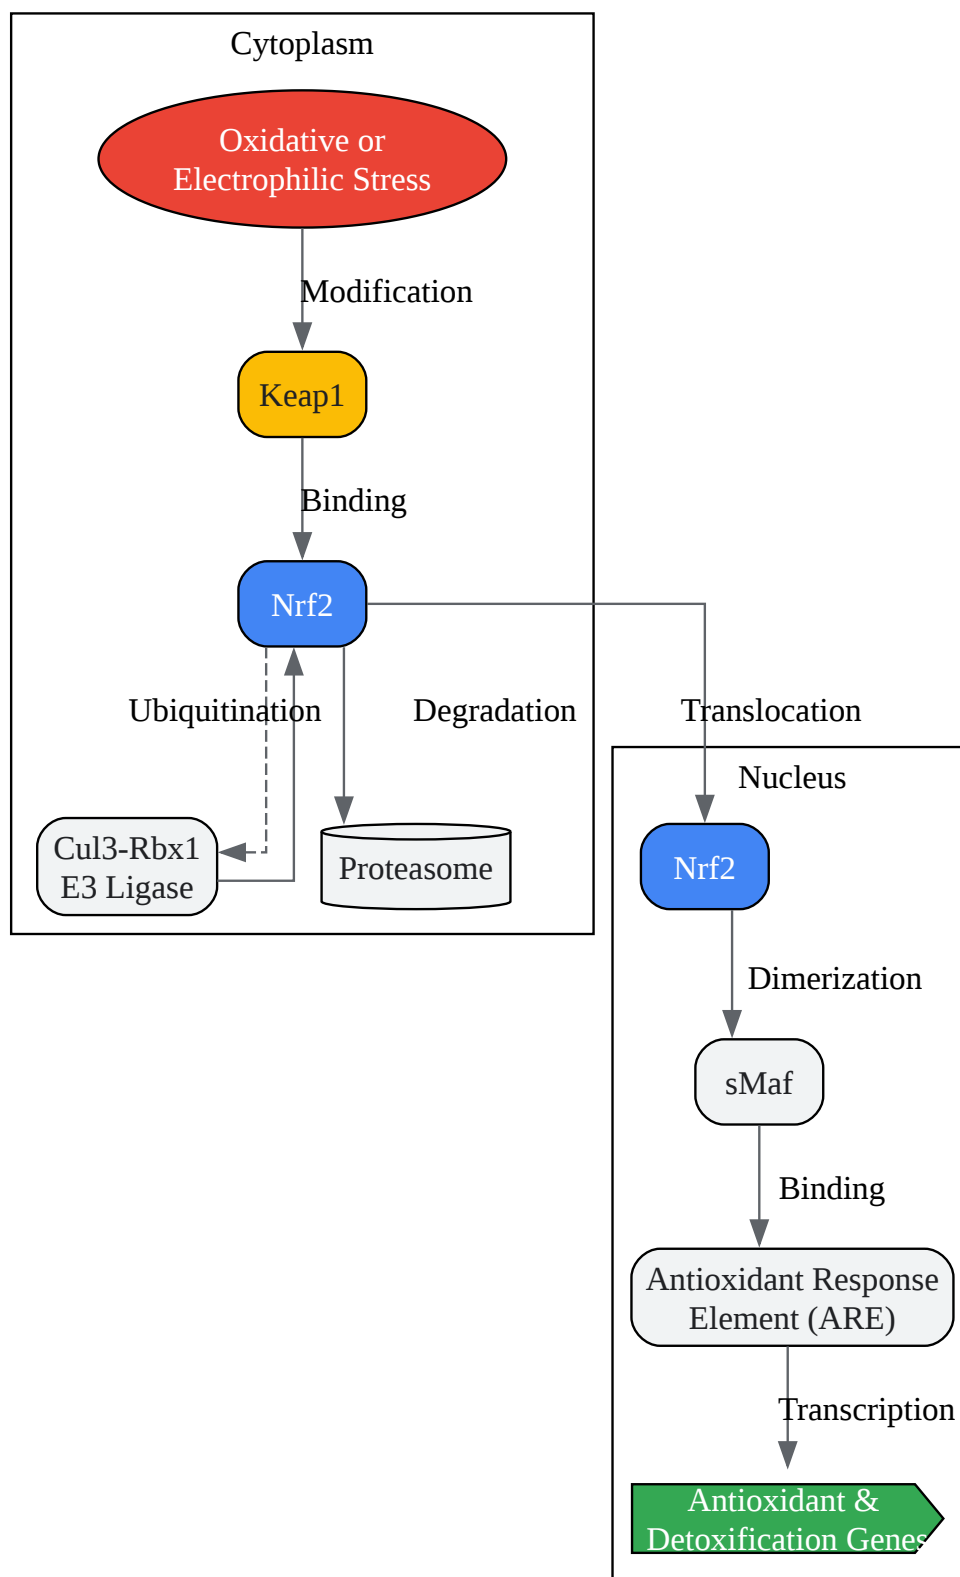 Cytoplasm
Oxidative or
Electrophilic Stress
Modification
Keap1
Binding
Nrf2
Ubiquitination
Degradation
Translocation
Nucleus
Cul3-Rbx1
E3 Ligase
Proteasome
Nrf2
Dimerization
sMaf
Binding
Antioxidant Response
Element (ARE)
Transcription
Antioxidant &
Detoxification Genes